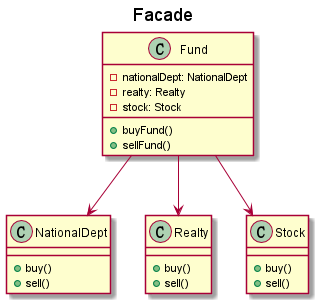 Facade
C Fund
nationalDept: NationalDept
realty: Realty
stock: Stock
buyFund()
sellFund()
C NationalDept
buy()
sell()
C Realty
buy()
sell()
C Stock
buy()
sell()